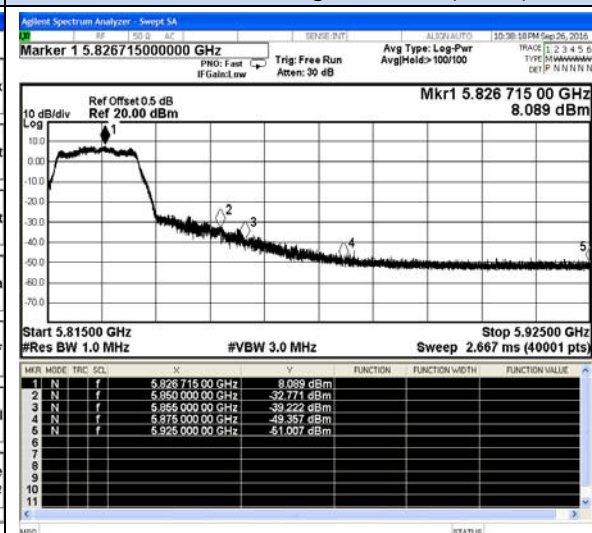 Agilent Spectrum Analyzer - Swept SA
RF 50 Ω AC SENSE:INT ALIGN AUTO 10:38:18 PM Sep 26, 2016
Marker 1 5.826715000000 GHz
PNO: Fast
IFGain:Low
Trig: Free Run
Atten: 30 dB
Avg Type: Log-Pwr
Avg|Hold:> 100/100
TRACE 1 2 3 4 5 6
TYPE M
DET P N N N N N
Mkr1 5.826 715 00 GHz
8.089 dBm
Ref Offset 0.5 dB
10 dB/div Ref 20.00 dBm
Log
1
10.0
0.00
-10.0
-20.0
2
-30.0
3
-40.0
4
5
-50.0
-60.0
-70.0
Start 5.81500 GHz Stop 5.92500 GHz
#Res BW 1.0 MHz #VBW 3.0 MHz Sweep 2.667 ms (40001 pts)
MKR MODE TRC SCL X Y FUNCTION FUNCTION WIDTH FUNCTION VALUE
1 N f 5.826 715 00 GHz 8.089 dBm
2 N f 5.850 000 00 GHz -32.771 dBm
3 N f 5.855 000 00 GHz -39.222 dBm
4 N f 5.875 000 00 GHz -49.357 dBm
5 N f 5.925 000 00 GHz -51.007 dBm
6
7
8
9
10
11
MSG STATUS